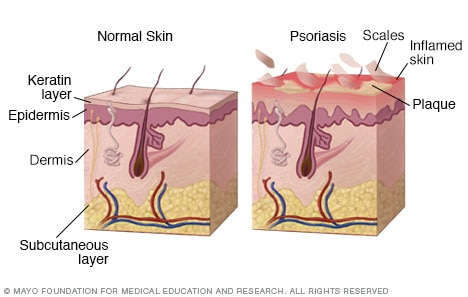 Normal Skin
Psoriasis
Scales
Inflamed
skin
Plaque
Keratin
layer
Epidermis
Dermis
Subcutaneous
layer
© MAYO FOUNDATION FOR MEDICAL EDUCATION AND RESEARCH. ALL RIGHTS RESERVED